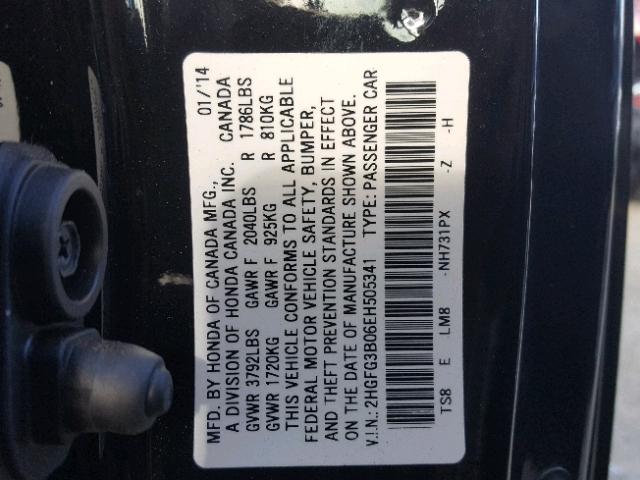 MFD. BY HONDA OF CANADA MFG., 01/'14
A DIVISION OF HONDA CANADA INC. CANADA
GVWR 3792LBS GAWR F 2040LBS R 1786LBS
GVWR 1720KG GAWR F 925KG R 810KG
THIS VEHICLE CONFORMS TO ALL APPLICABLE
FEDERAL MOTOR VEHICLE SAFETY, BUMPER,
AND THEFT PREVENTION STANDARDS IN EFFECT
ON THE DATE OF MANUFACTURE SHOWN ABOVE.
V.I.N.: 2HGFG3B06EH505341 TYPE: PASSENGER CAR
TS8 E LM8 -NH731PX -Z -H